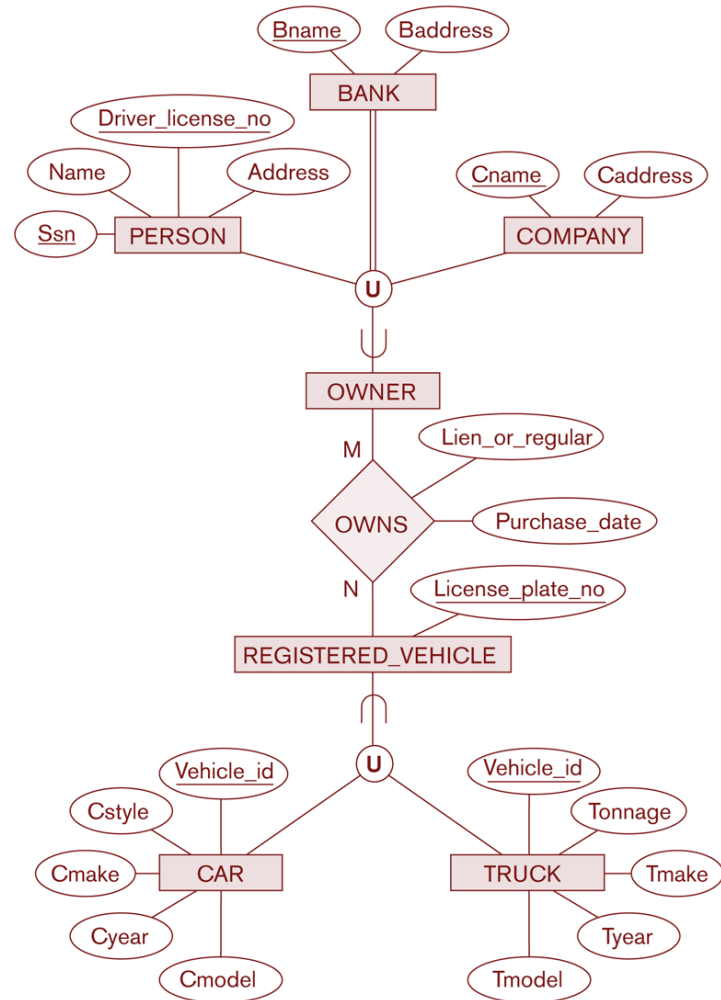 Bname
Baddress
BANK
Driver_license_no
Name
Address
Cname
Caddress
Ssn
PERSON
COMPANY
U
OWNER
M
Lien_or_regular
OWNS
Purchase_date
N
License_plate_no
REGISTERED_VEHICLE
U
Vehicle_id
Vehicle_id
Cstyle
Tonnage
Cmake
CAR
TRUCK
Tmake
Cyear
Tyear
Cmodel
Tmodel